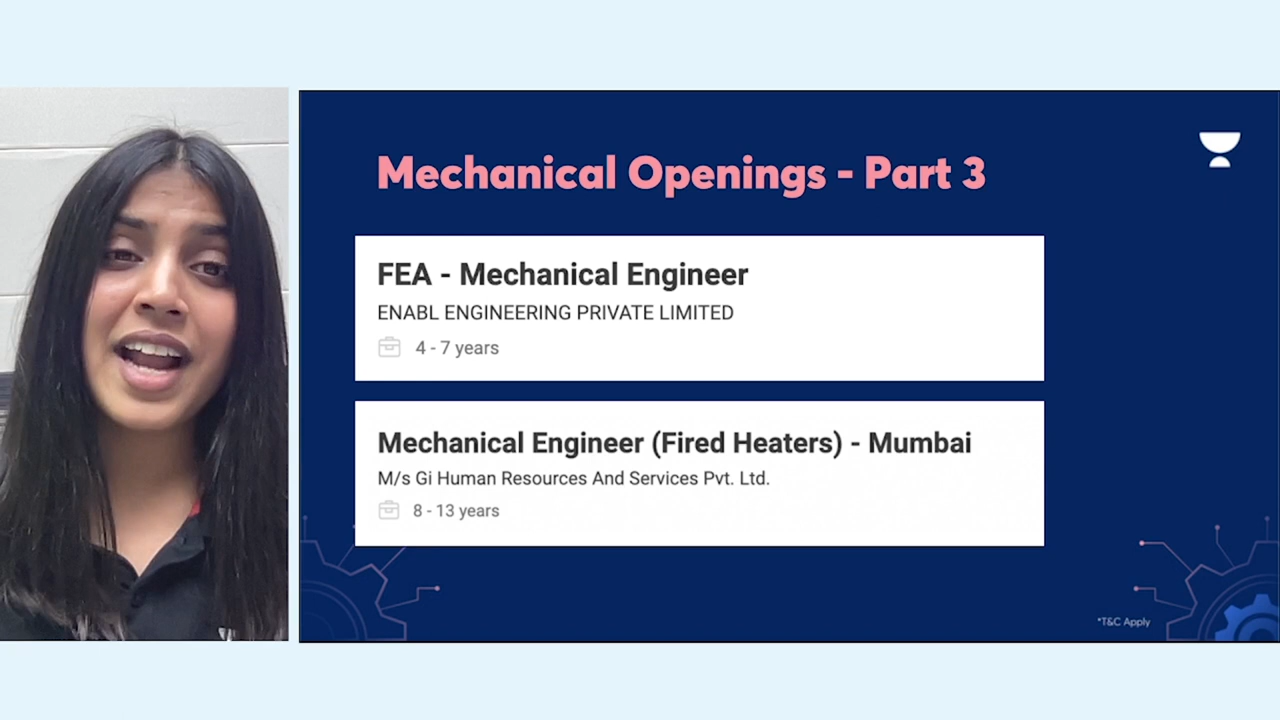 Mechanical Openings - Part 3
FEA - Mechanical Engineer
ENABL ENGINEERING PRIVATE LIMITED
4 - 7 years
Mechanical Engineer (Fired Heaters) - Mumbai
M/s Gi Human Resources And Services Pvt. Ltd.
8 - 13 years
*T&C Apply